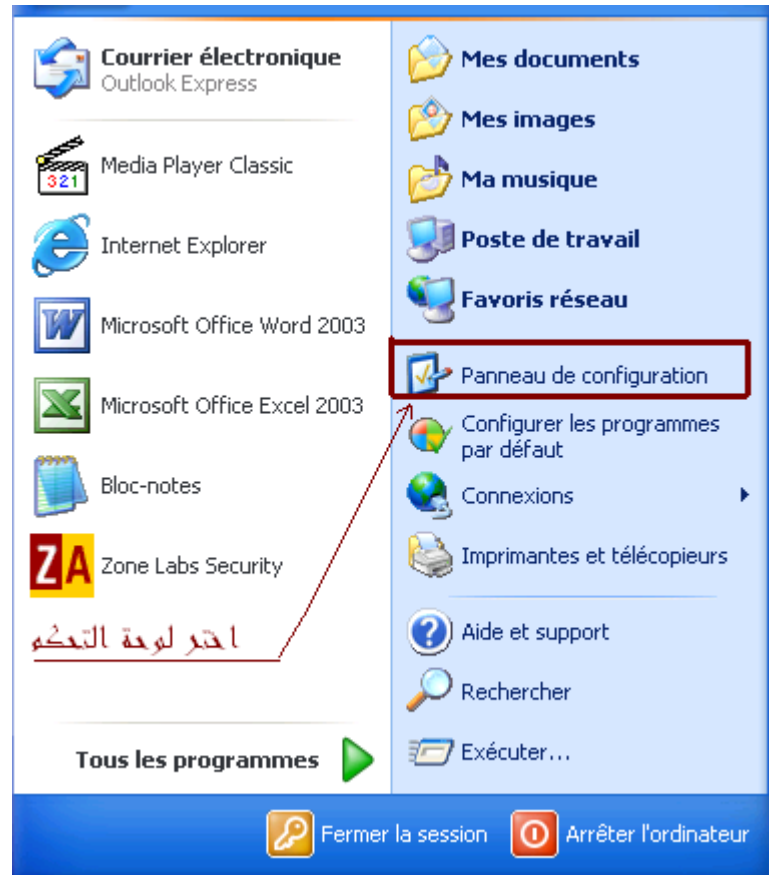 Courrier électronique
Outlook Express
Media Player Classic
321
Internet Explorer
Microsoft Office Word 2003
Microsoft Office Excel 2003
Bloc-notes
ZA Zone Labs Security
اختر لوحة التحكم
Tous les programmes
Mes documents
Mes images
Ma musique
Poste de travail
Favoris réseau
Panneau de configuration
Configurer les programmes
par défaut
Connexions
Imprimantes et télécopieurs
Aide et support
Rechercher
Exécuter...
Fermer la session
Arrêter l'ordinateur